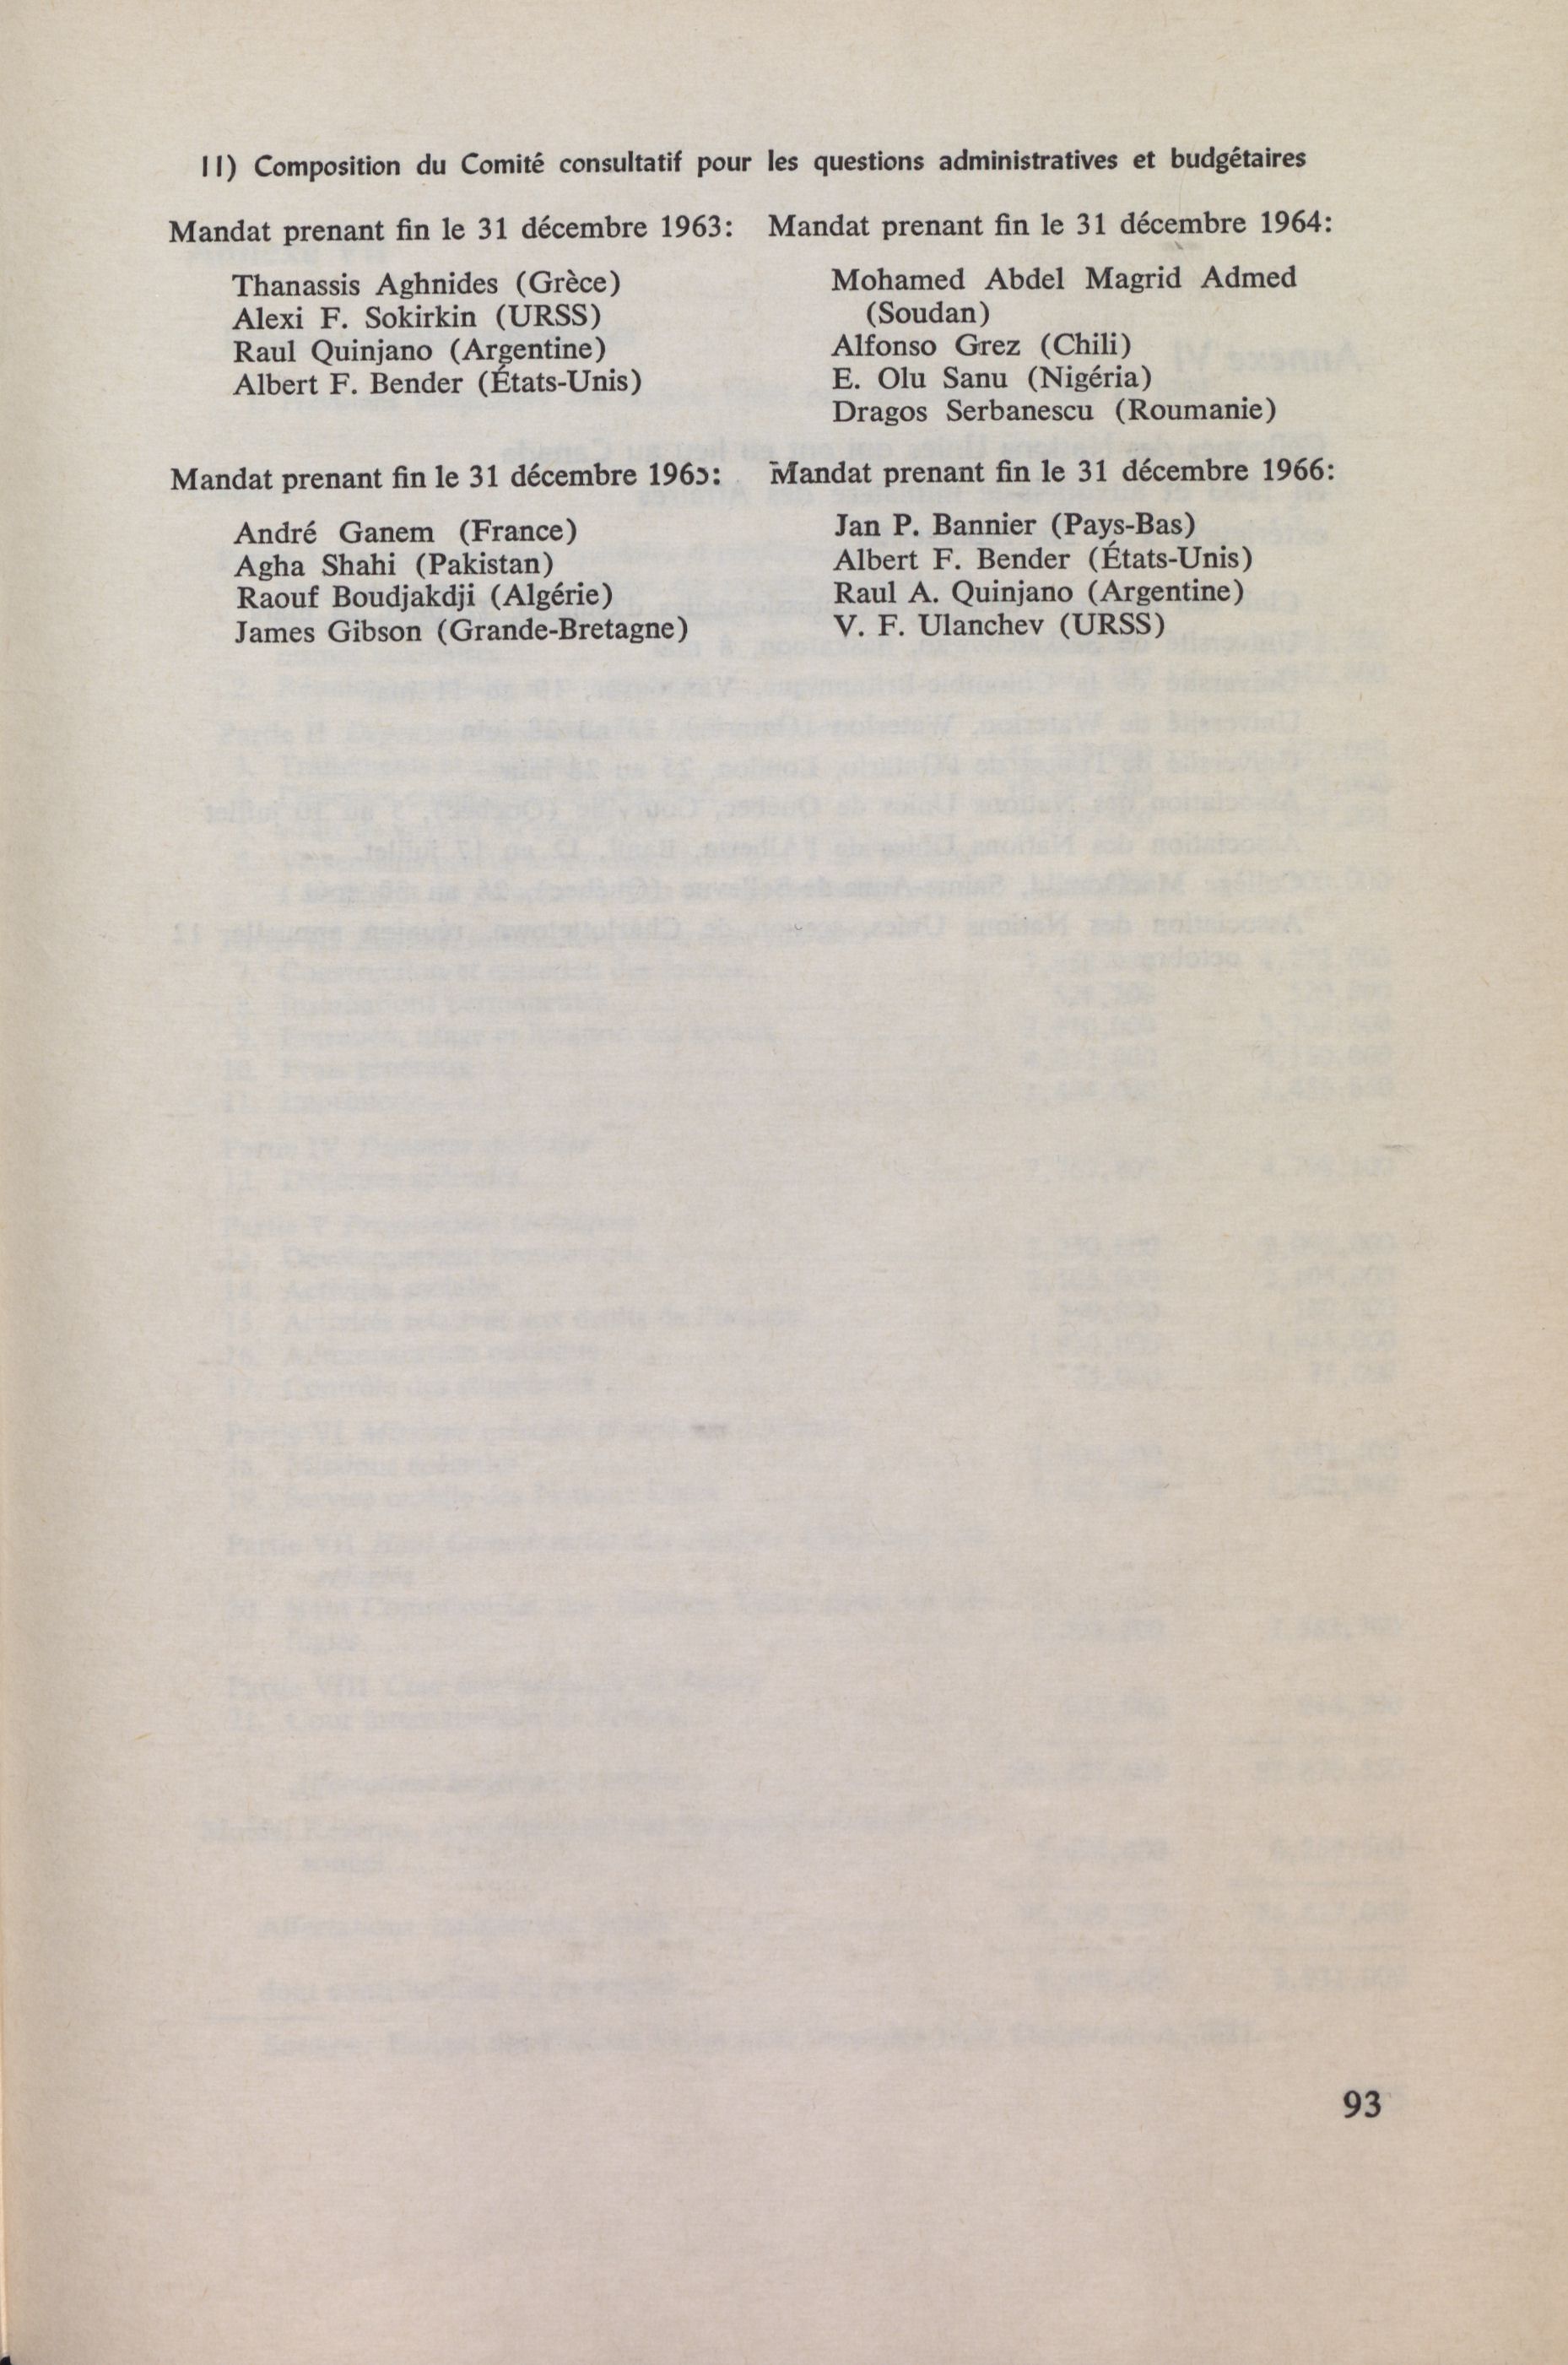 II) Composition du Comité consultatif pour les questions administratives et budgétaires
Mandat prenant fin le 31 décembre 1963:
Thanassis Aghnides (Grèce)
Alexi F. Sokirkin (URSS)
Raul Quinjano (Argentine)
Albert F. Bender (États-Unis)
Mandat prenant fin le 31 décembre 1964:
Mohamed Abdel Magrid Admed
(Soudan)
Alfonso Grez (Chili)
E. Olu Sanu (Nigéria)
Dragos Serbanescu (Roumanie)
Mandat prenant fin le 31 décembre 1965:
André Ganem (France)
Agha Shahi (Pakistan)
Raouf Boudjakdji (Algérie)
James Gibson (Grande-Bretagne)
Mandat prenant fin le 31 décembre 1966:
Jan P. Bannier (Pays-Bas)
Albert F. Bender (États-Unis)
Raul A. Quinjano (Argentine)
V. F. Ulanchev (URSS)
93